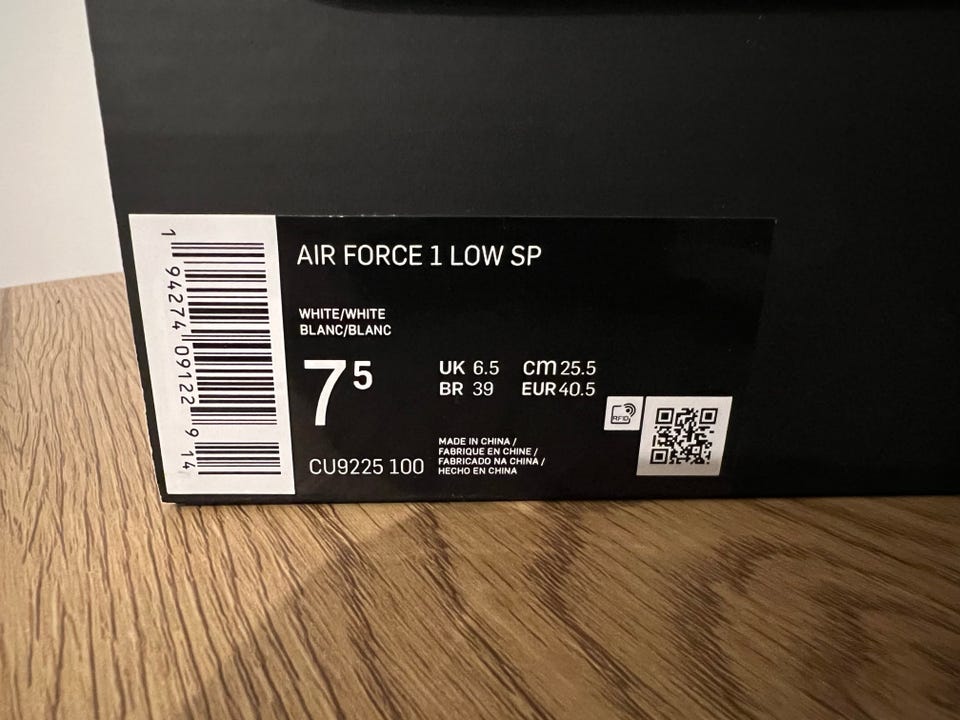 1 94274 09122 9 14
AIR FORCE 1 LOW SP
WHITE/WHITE
BLANC/BLANC
7 5
UK 6.5 cm 25.5
BR 39 EUR 40.5
RFID
CU9225 100
MADE IN CHINA /
FABRIQUE EN CHINE /
FABRICADO NA CHINA /
HECHO EN CHINA